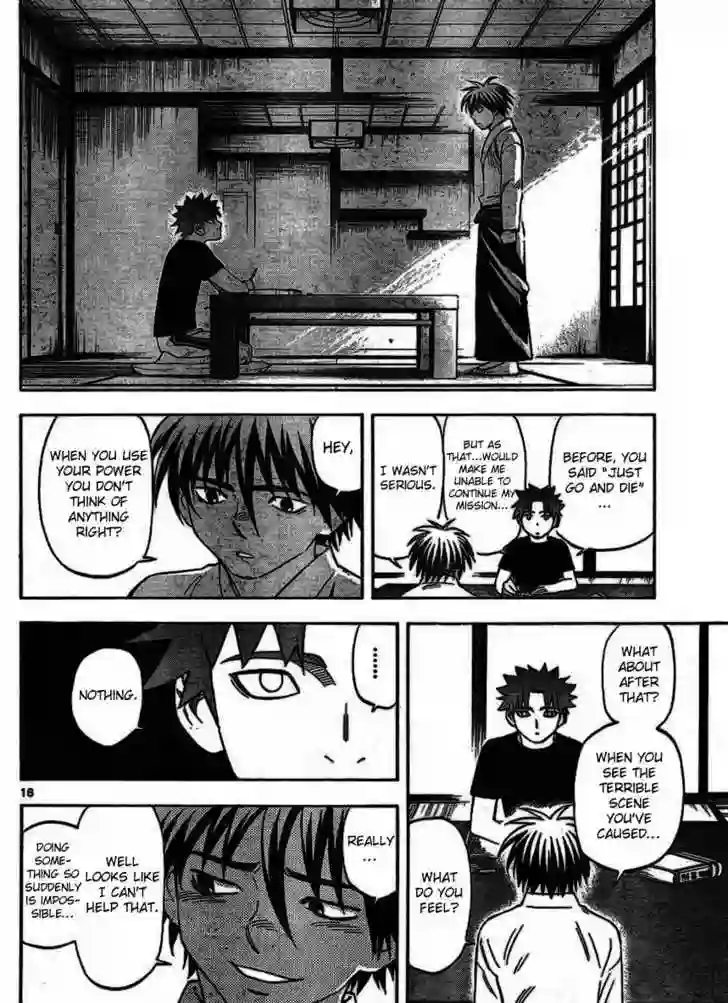 BEFORE, YOU
SAID "JUST
GO AND DIE"
...
BUT AS
THAT...WOULD
MAKE ME
UNABLE TO
CONTINUE MY
MISSION...
I WASN'T
SERIOUS.
HEY,
WHEN YOU USE
YOUR POWER
YOU DON'T
THINK OF
ANYTHING
RIGHT?
WHAT
ABOUT
AFTER
THAT?
WHEN YOU
SEE THE
TERRIBLE
SCENE
YOU'VE
CAUSED...
WHAT
DO YOU
FEEL?
........
NOTHING.
16
REALLY
...
WELL
LOOKS LIKE
I CAN'T
HELP THAT.
DOING
SOME-
THING SO
SUDDENLY
IS IMPOS-
SIBLE...